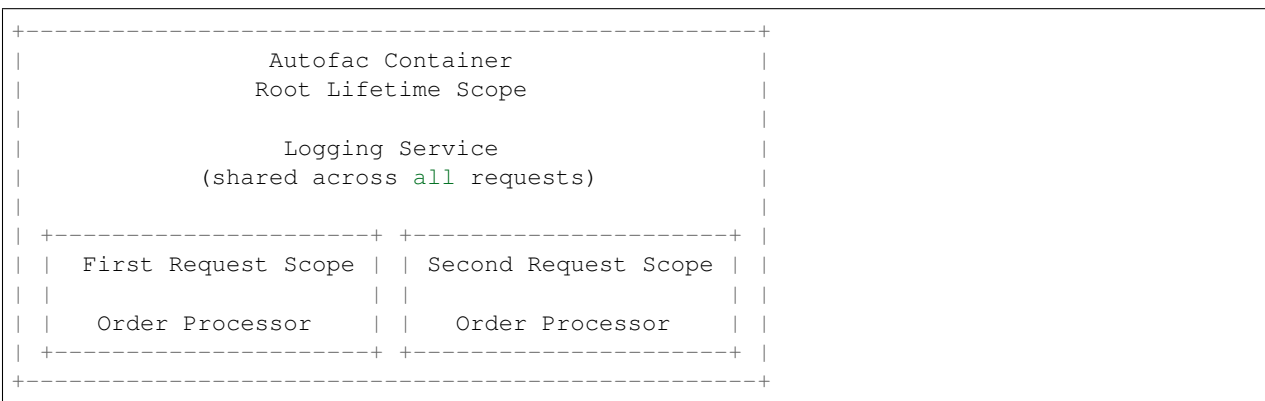 +---------------------------------------------------+
|                 Autofac Container                 |
|                Root Lifetime Scope                |
|                                                   |
|                  Logging Service                  |
|            (shared across all requests)           |
|                                                   |
| +----------------------+ +----------------------+ |
| |  First Request Scope | | Second Request Scope | |
| |                      | |                      | |
| |   Order Processor    | |   Order Processor    | |
| +----------------------+ +----------------------+ |
+---------------------------------------------------+